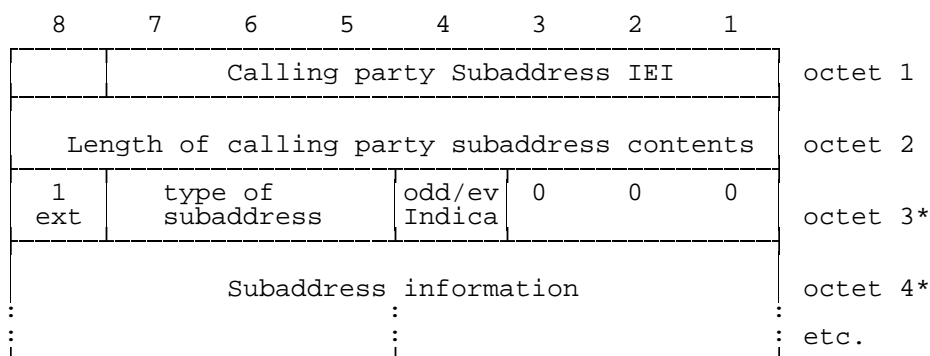 8 7 6 5 4 3 2 1
Calling party Subaddress IEI octet 1
Length of calling party subaddress contents octet 2
1 type of odd/ev 0 0 0
ext subaddress Indica octet 3*
Subaddress information octet 4*
: : :
: : : etc.